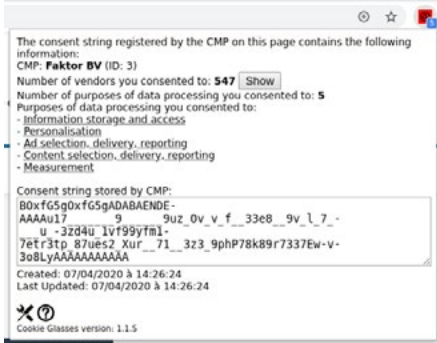 The consent string registered by the CMP on this page contains the following
information:
CMP: Faktor BV (ID: 3)
Number of vendors you consented to: 547 Show
Number of purposes of data processing you consented to: 5
Purposes of data processing you consented to:
- Information storage and access
- Personalisation
- Ad selection, delivery, reporting
- Content selection, delivery, reporting
- Measurement
Consent string stored by CMP:
BOxfG5gOxfG5gADABAENDE-
Created: 07/04/2020 à 14:26:24
Last Updated: 07/04/2020 à 14:26:24
Cookie Glasses version: 1.1.5